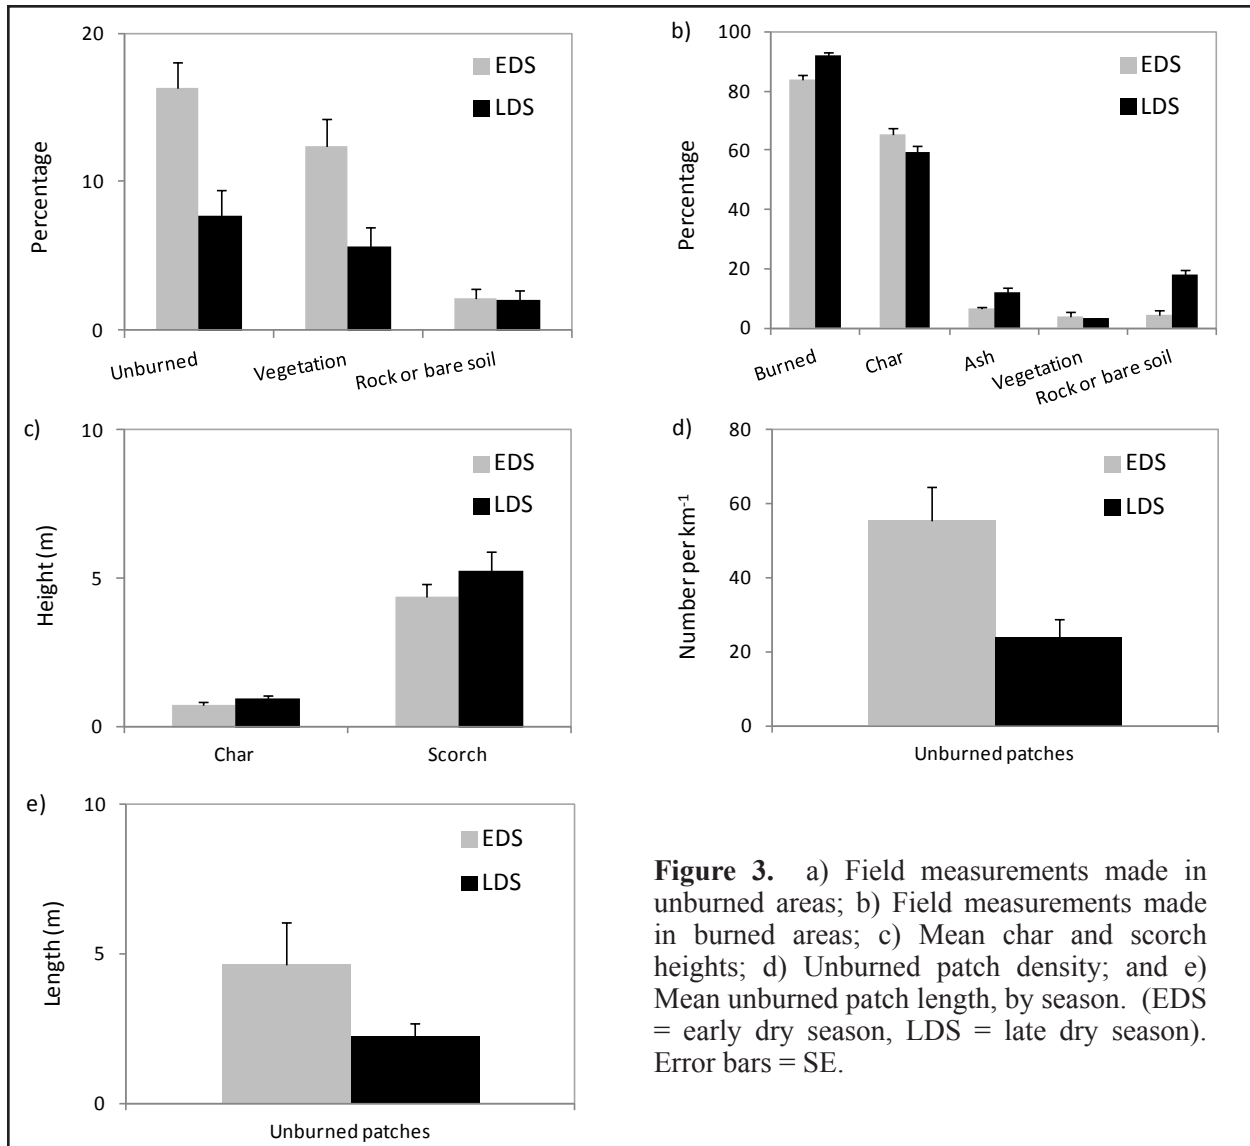 20
10
0
Percentage
EDS
LDS
Unburned
Vegetation
Rock or bare soil
b)
100
80
60
40
20
0
Percentage
EDS
LDS
Burned
Char
Ash
Vegetation
Rock or bare soil
c)
10
5
0
Height (m)
EDS
LDS
Char
Scorch
d)
80
60
40
20
0
Number per km⁻¹
EDS
LDS
Unburned patches
e)
10
5
0
Length (m)
EDS
LDS
Unburned patches
Figure 3. a) Field measurements made in
unburned areas; b) Field measurements made
in burned areas; c) Mean char and scorch
heights; d) Unburned patch density; and e)
Mean unburned patch length, by season. (EDS
= early dry season, LDS = late dry season).
Error bars = SE.